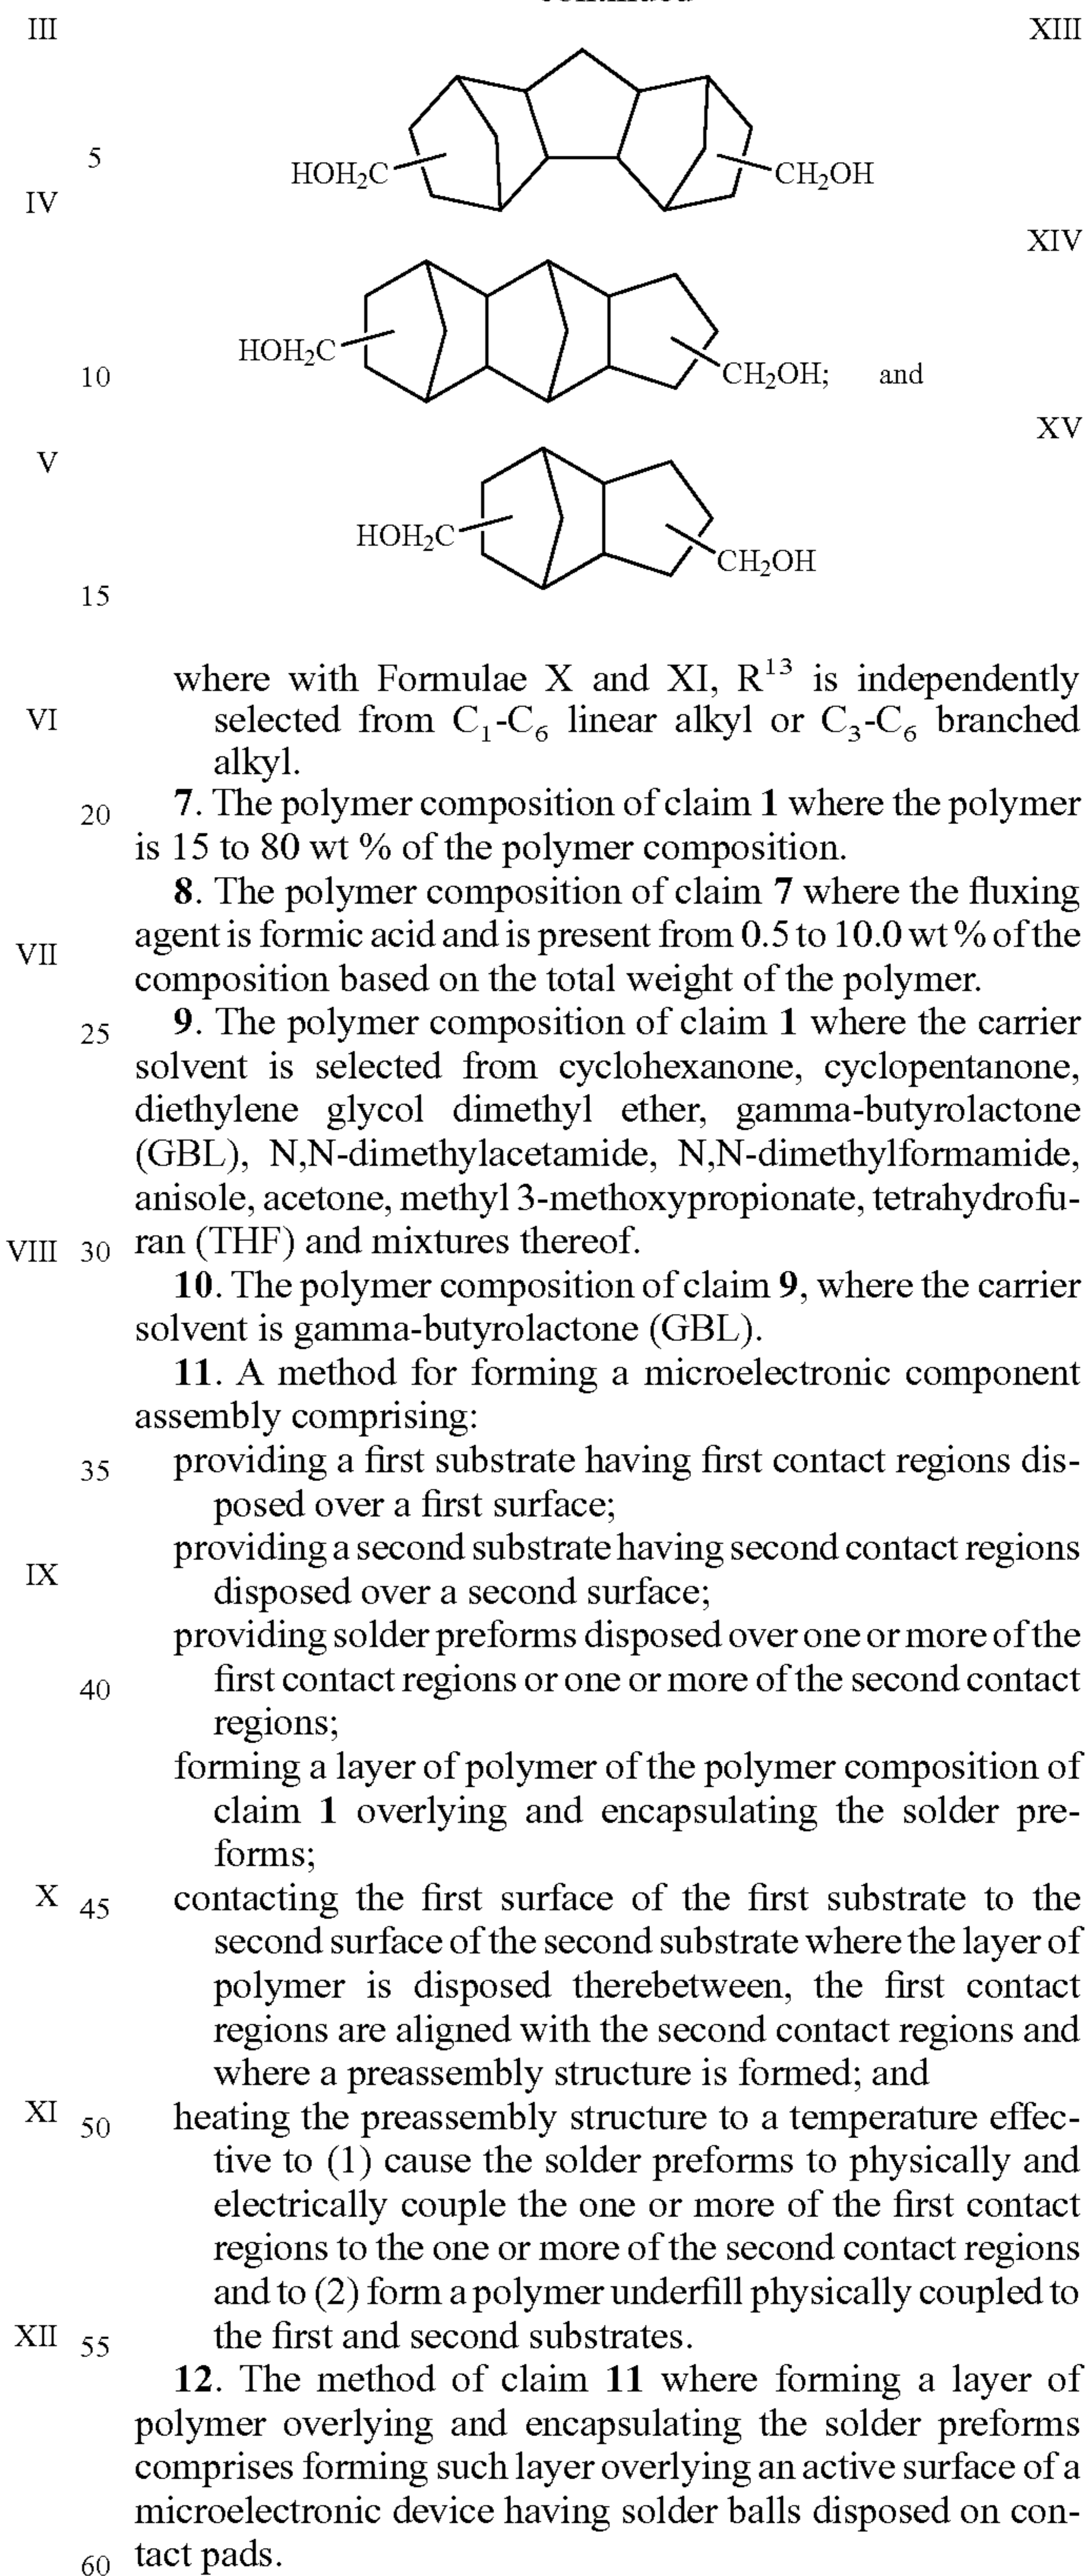 III
XIII
HOH₂C
CH₂OH
5
IV
XIV
HOH₂C
CH₂OH; and
10
XV
V
HOH₂C
CH₂OH
15
where with Formulae X and XI, R¹³ is independently
VI
selected from C₁-C₆ linear alkyl or C₃-C₆ branched
alkyl.
20
7. The polymer composition of claim 1 where the polymer
is 15 to 80 wt % of the polymer composition.
8. The polymer composition of claim 7 where the fluxing
VII
agent is formic acid and is present from 0.5 to 10.0 wt % of the
composition based on the total weight of the polymer.
25
9. The polymer composition of claim 1 where the carrier
solvent is selected from cyclohexanone, cyclopentanone,
diethylene glycol dimethyl ether, gamma-butyrolactone
(GBL), N,N-dimethylacetamide, N,N-dimethylformamide,
anisole, acetone, methyl 3-methoxypropionate, tetrahydrofu-
VIII
30
ran (THF) and mixtures thereof.
10. The polymer composition of claim 9, where the carrier
solvent is gamma-butyrolactone (GBL).
11. A method for forming a microelectronic component
assembly comprising:
35
providing a first substrate having first contact regions dis-
posed over a first surface;
IX
providing a second substrate having second contact regions
disposed over a second surface;
providing solder preforms disposed over one or more of the
40
first contact regions or one or more of the second contact
regions;
forming a layer of polymer of the polymer composition of
claim 1 overlying and encapsulating the solder pre-
forms;
X
45
contacting the first surface of the first substrate to the
second surface of the second substrate where the layer of
polymer is disposed therebetween, the first contact
regions are aligned with the second contact regions and
where a preassembly structure is formed; and
XI
50
heating the preassembly structure to a temperature effec-
tive to (1) cause the solder preforms to physically and
electrically couple the one or more of the first contact
regions to the one or more of the second contact regions
and to (2) form a polymer underfill physically coupled to
XII
55
the first and second substrates.
12. The method of claim 11 where forming a layer of
polymer overlying and encapsulating the solder preforms
comprises forming such layer overlying an active surface of a
microelectronic device having solder balls disposed on con-
60
tact pads.